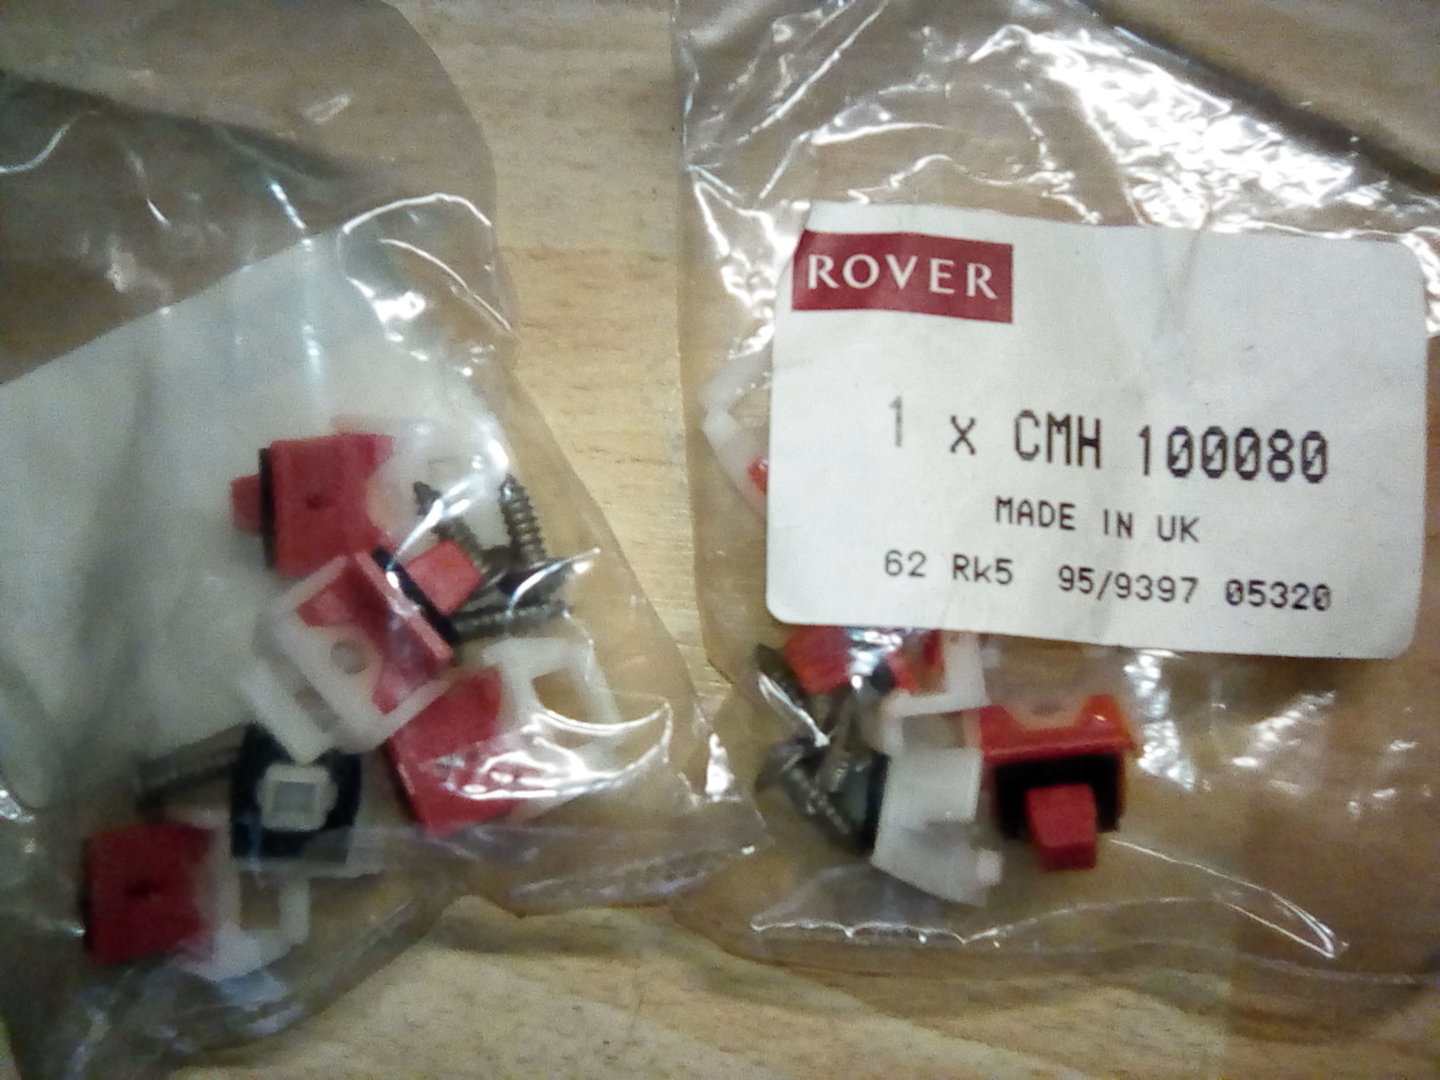 ROVER
1 x CMH 100080
MADE IN UK
62 Rk5 95/9397 05320